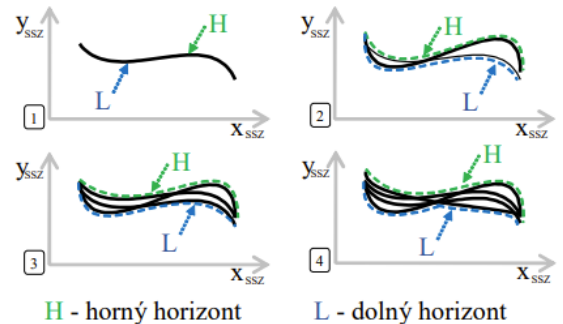 y_SSZ H
L
1 x_SSZ
y_SSZ H
L
2 x_SSZ
y_SSZ H
L
3 x_SSZ
y_SSZ H
L
4 x_SSZ
H - horný horizont L - dolný horizont